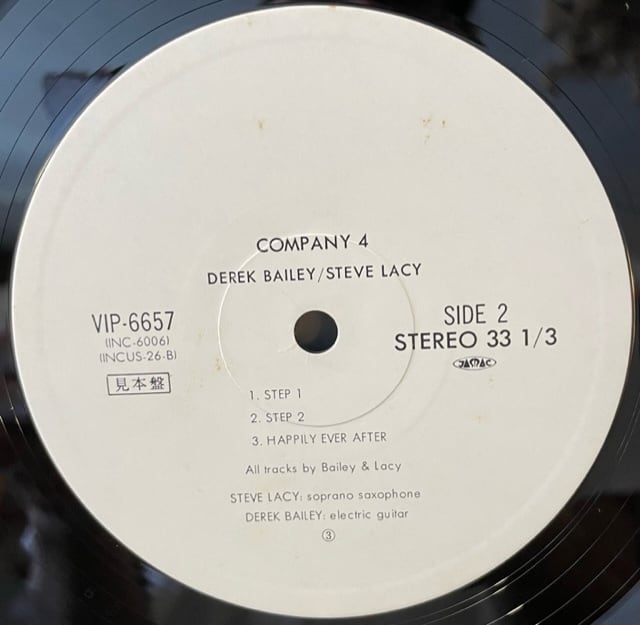 COMPANY 4
DEREK BAILEY/STEVE LACY
VIP-6657
(INC-6006)
(INCUS-26-B)
見本盤
SIDE 2
STEREO 33 1/3
JASRAC
1. STEP 1
2. STEP 2
3. HAPPILY EVER AFTER
All tracks by Bailey & Lacy
STEVE LACY: soprano saxophone
DEREK BAILEY: electric guitar
③